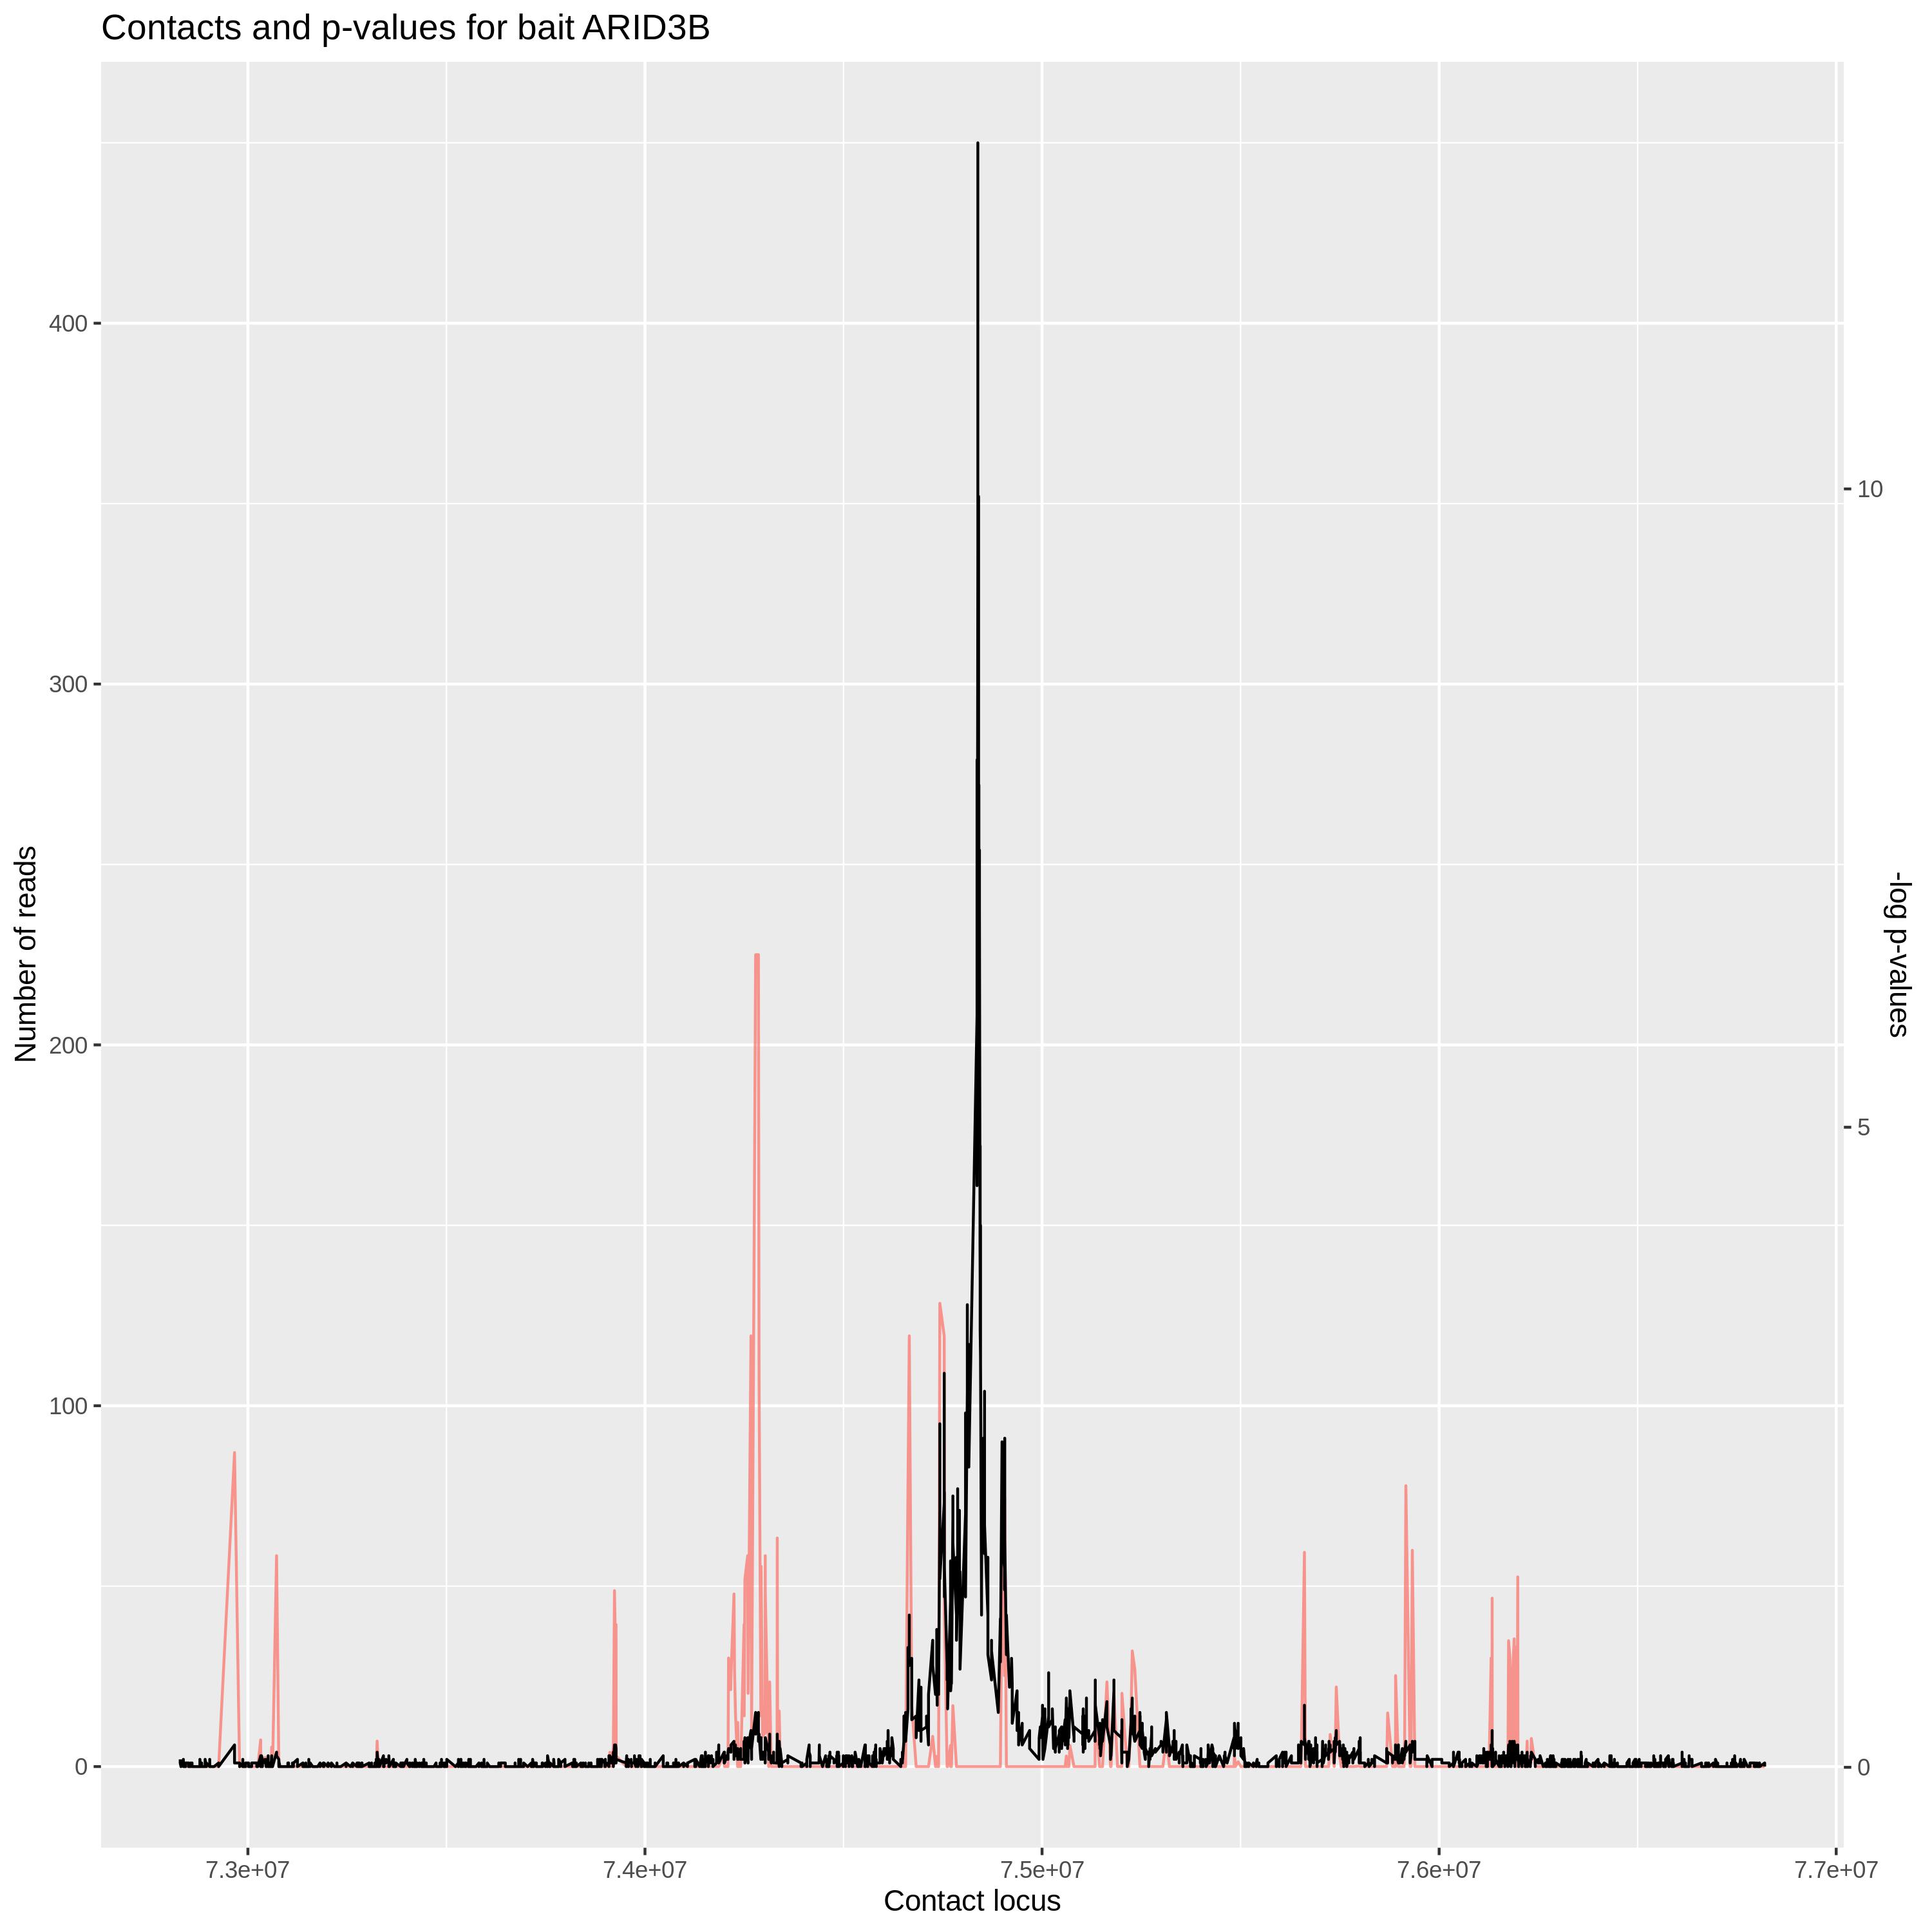 Contacts and p-values for bait ARID3B
400
300
200
100
0
Number of reads
10
5
0
-log p-values
7.3e+07
7.4e+07
7.5e+07
7.6e+07
7.7e+07
Contact locus